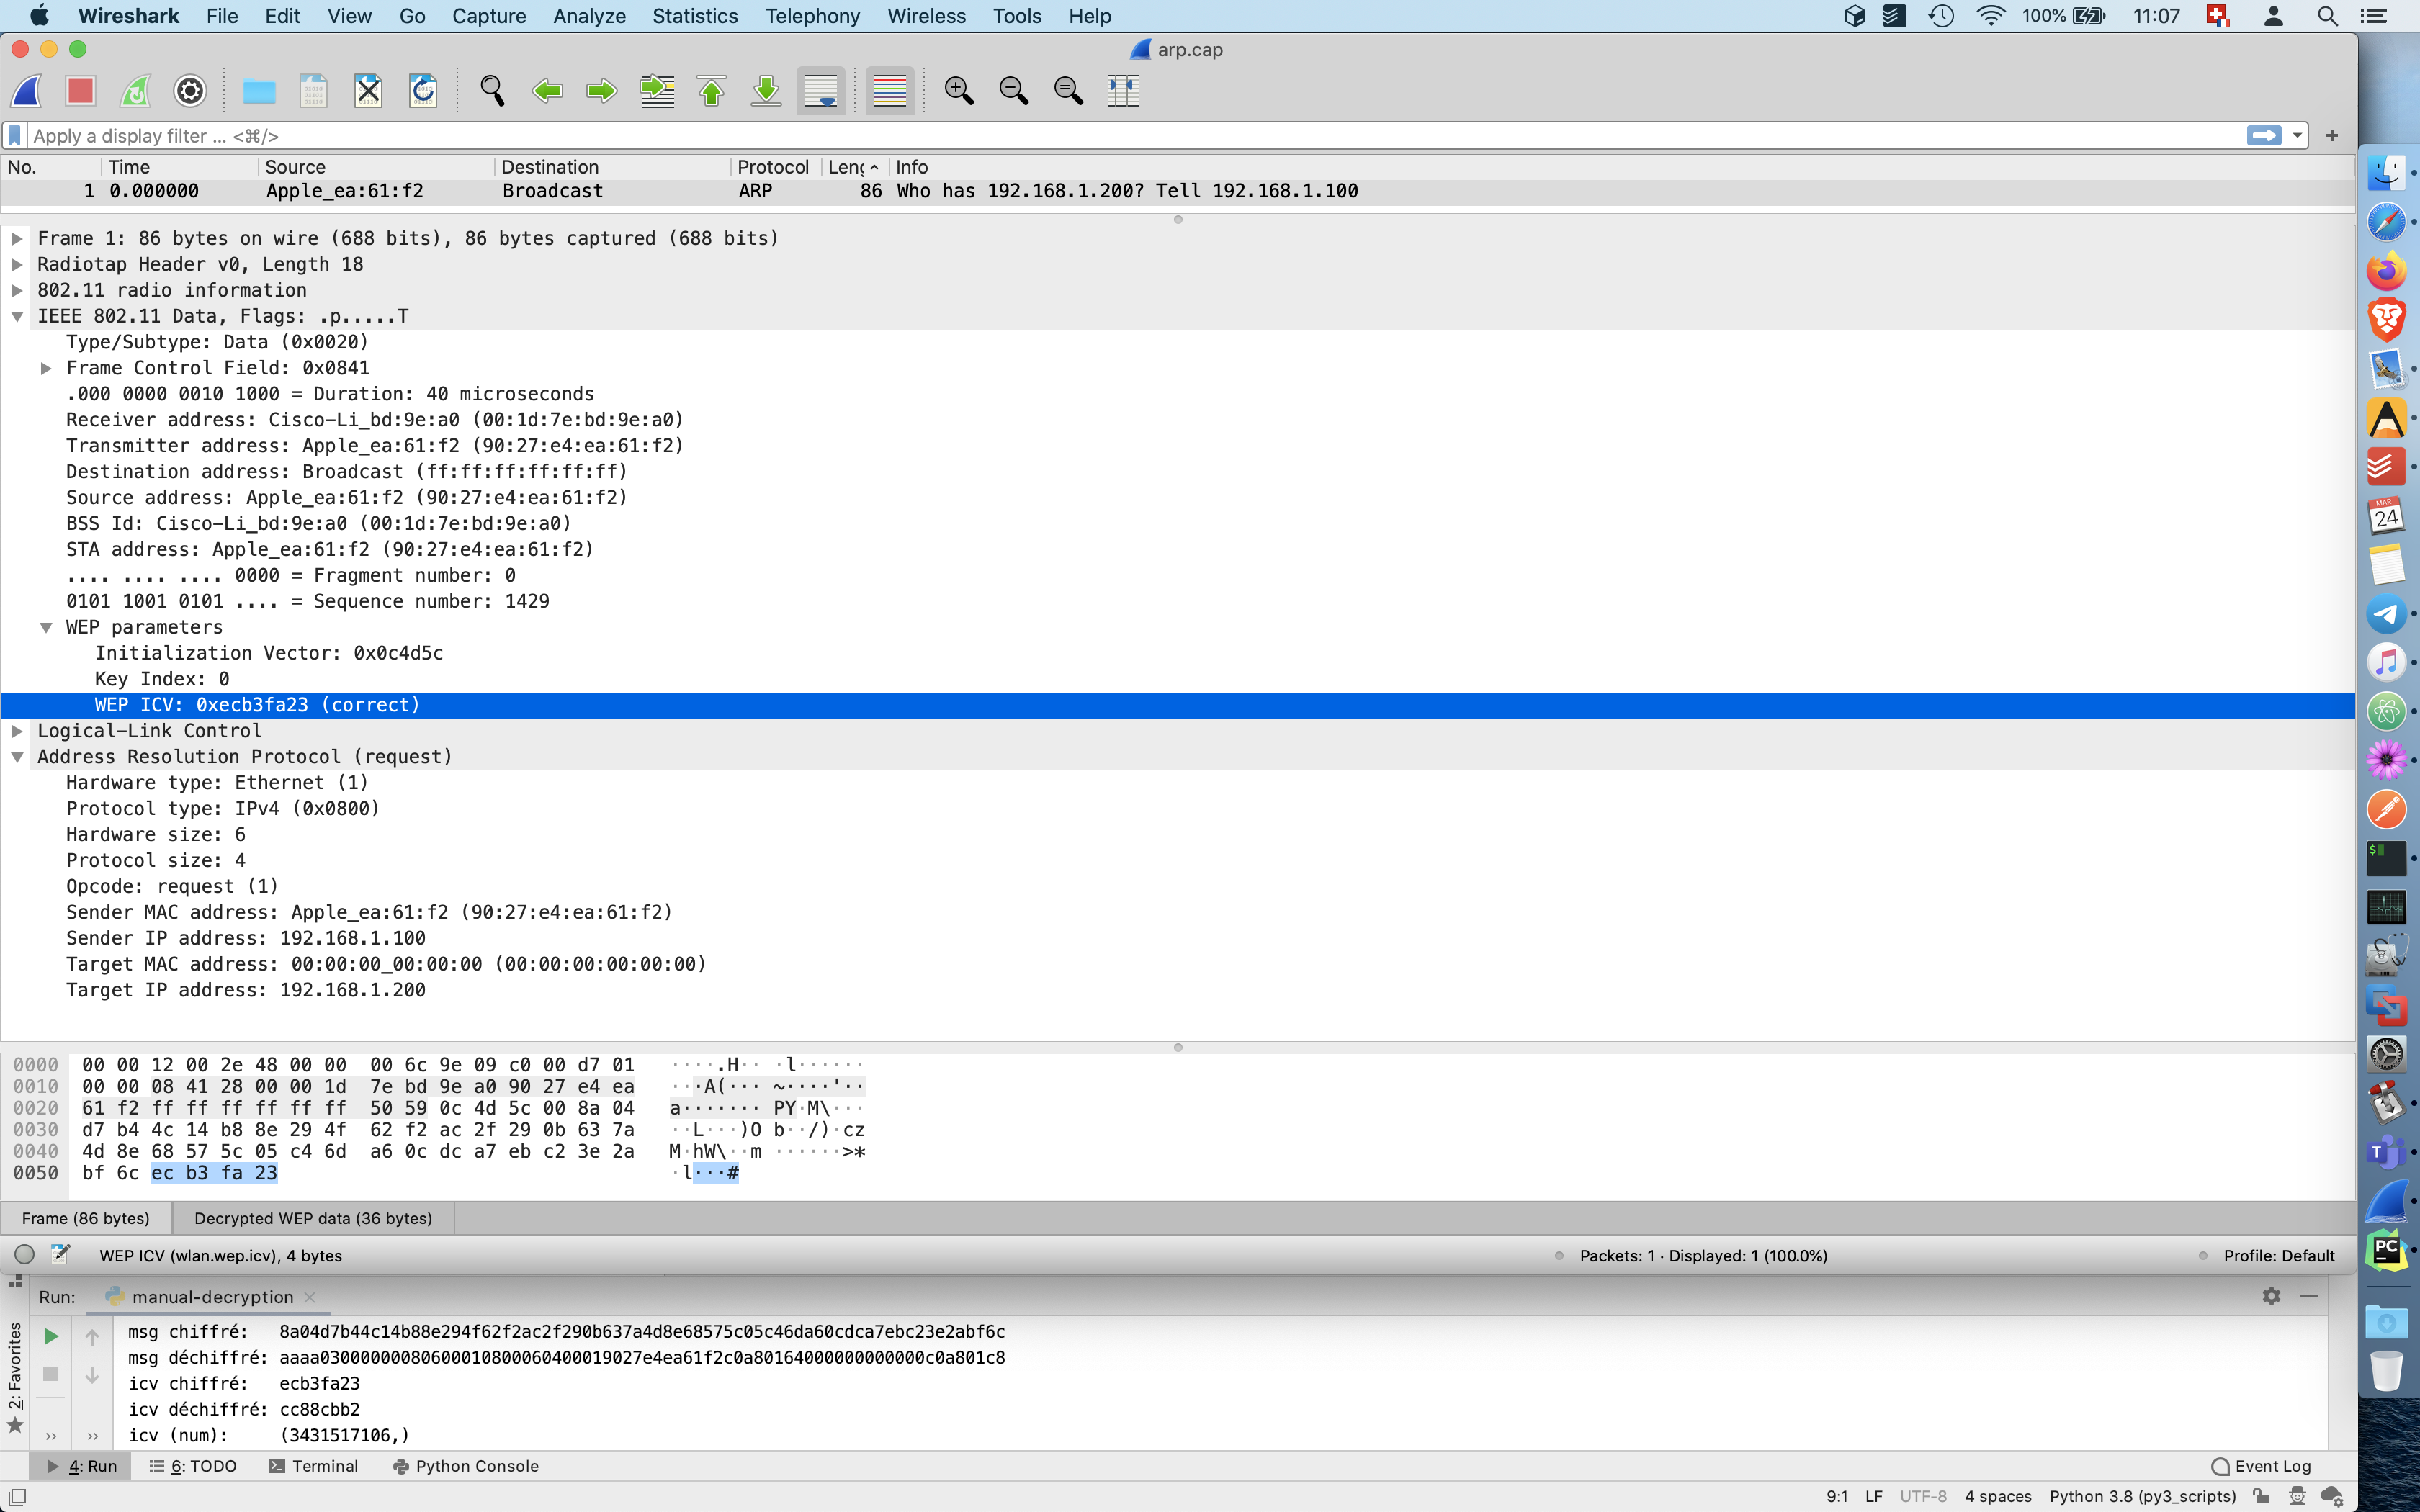 Wireshark File Edit View Go Capture Analyze Statistics Telephony Wireless Tools Help 100% 11:07
arp.cap
Apply a display filter ... <⌘/>
No. Time Source Destination Protocol Leng Info
1 0.000000 Apple_ea:61:f2 Broadcast ARP 86 Who has 192.168.1.200? Tell 192.168.1.100
Frame 1: 86 bytes on wire (688 bits), 86 bytes captured (688 bits)
Radiotap Header v0, Length 18
802.11 radio information
IEEE 802.11 Data, Flags: .p.....T
Type/Subtype: Data (0x0020)
Frame Control Field: 0x0841
.000 0000 0010 1000 = Duration: 40 microseconds
Receiver address: Cisco-Li_bd:9e:a0 (00:1d:7e:bd:9e:a0)
Transmitter address: Apple_ea:61:f2 (90:27:e4:ea:61:f2)
Destination address: Broadcast (ff:ff:ff:ff:ff:ff)
Source address: Apple_ea:61:f2 (90:27:e4:ea:61:f2)
BSS Id: Cisco-Li_bd:9e:a0 (00:1d:7e:bd:9e:a0)
STA address: Apple_ea:61:f2 (90:27:e4:ea:61:f2)
.... .... .... 0000 = Fragment number: 0
0101 1001 0101 .... = Sequence number: 1429
WEP parameters
Initialization Vector: 0x0c4d5c
Key Index: 0
WEP ICV: 0xecb3fa23 (correct)
Logical-Link Control
Address Resolution Protocol (request)
Hardware type: Ethernet (1)
Protocol type: IPv4 (0x0800)
Hardware size: 6
Protocol size: 4
Opcode: request (1)
Sender MAC address: Apple_ea:61:f2 (90:27:e4:ea:61:f2)
Sender IP address: 192.168.1.100
Target MAC address: 00:00:00_00:00:00 (00:00:00:00:00:00)
Target IP address: 192.168.1.200
0000 00 00 12 00 2e 48 00 00 00 6c 9e 09 c0 00 d7 01 ·····.H·· ·l······
0010 00 00 08 41 28 00 00 1d 7e bd 9e a0 90 27 e4 ea ···A(··· ~····'··
0020 61 f2 ff ff ff ff ff ff 50 59 0c 4d 5c 00 8a 04 a······· PY·M\···
0030 d7 b4 4c 14 b8 8e 29 4f 62 f2 ac 2f 29 0b 63 7a ··L···)O b··/)·cz
0040 4d 8e 68 57 5c 05 c4 6d a6 0c dc a7 eb c2 3e 2a M·hW\··m ······>*
0050 bf 6c ec b3 fa 23 ·l···#
Frame (86 bytes) Decrypted WEP data (36 bytes)
WEP ICV (wlan.wep.icv), 4 bytes Packets: 1 · Displayed: 1 (100.0%) Profile: Default
Run: manual-decryption
msg chiffré: 8a04d7b44c14b88e294f62f2ac2f290b637a4d8e68575c05c46da60cdca7ebc23e2abf6c
msg déchiffré: aaaa03000000080600010800060400019027e4ea61f2c0a80164000000000000c0a801c8
icv chiffré: ecb3fa23
icv déchiffré: cc88cbb2
icv (num): (3431517106,)
2: Favorites
4: Run 6: TODO Terminal Python Console Event Log
9:1 LF UTF-8 4 spaces Python 3.8 (py3_scripts)
MAR
24
T
PC